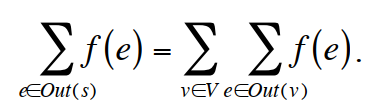 ∑f(e) = ∑ ∑f(e).
e∈Out(s) v∈V e∈Out(v)